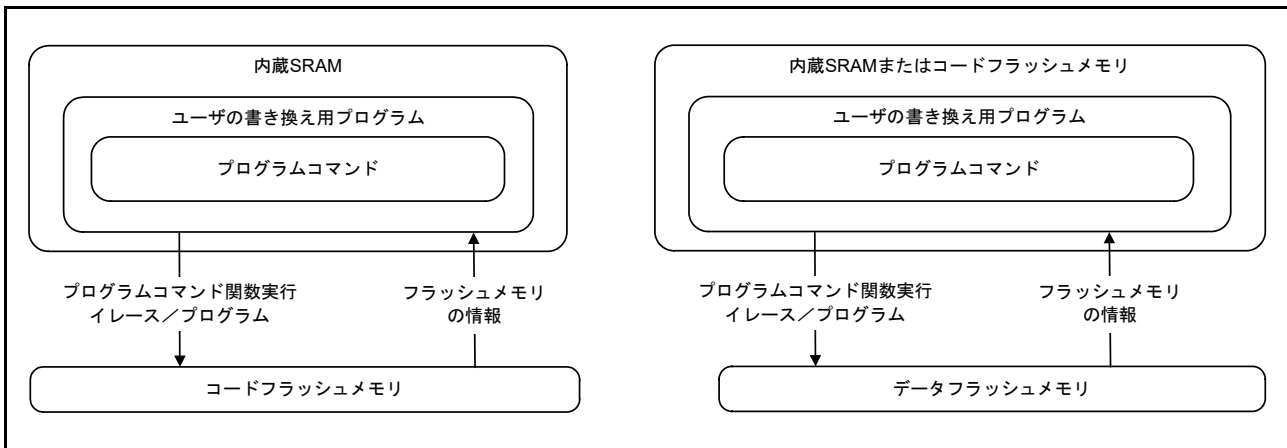 内蔵SRAM
ユーザの書き換え用プログラム
プログラムコマンド
プログラムコマンド関数実行
イレース／プログラム
フラッシュメモリ
の情報
コードフラッシュメモリ
内蔵SRAMまたはコードフラッシュメモリ
ユーザの書き換え用プログラム
プログラムコマンド
プログラムコマンド関数実行
イレース／プログラム
フラッシュメモリ
の情報
データフラッシュメモリ